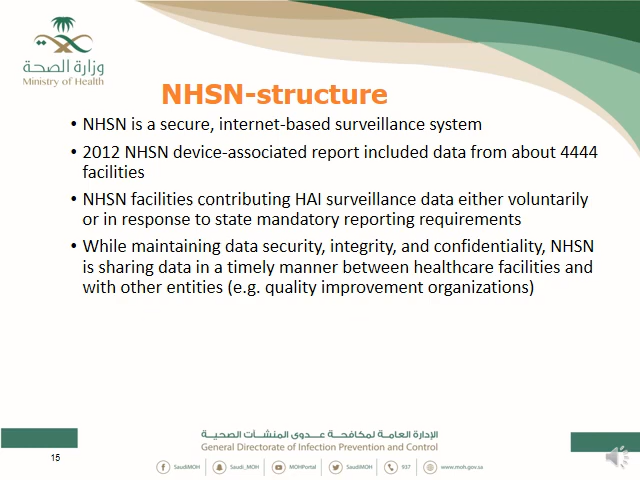 وزارة الصحة
Ministry of Health
NHSN-structure
• NHSN is a secure, internet-based surveillance system
• 2012 NHSN device-associated report included data from about 4444
facilities
• NHSN facilities contributing HAI surveillance data either voluntarily
or in response to state mandatory reporting requirements
• While maintaining data security, integrity, and confidentiality, NHSN
is sharing data in a timely manner between healthcare facilities and
with other entities (e.g. quality improvement organizations)
الإدارة العامة لمكافحة عدوى المنشآت الصحية
General Directorate of Infection Prevention and Control
15
SaudiMOH Saudi_MOH MOHPortal SaudiMOH 937 www.moh.gov.sa